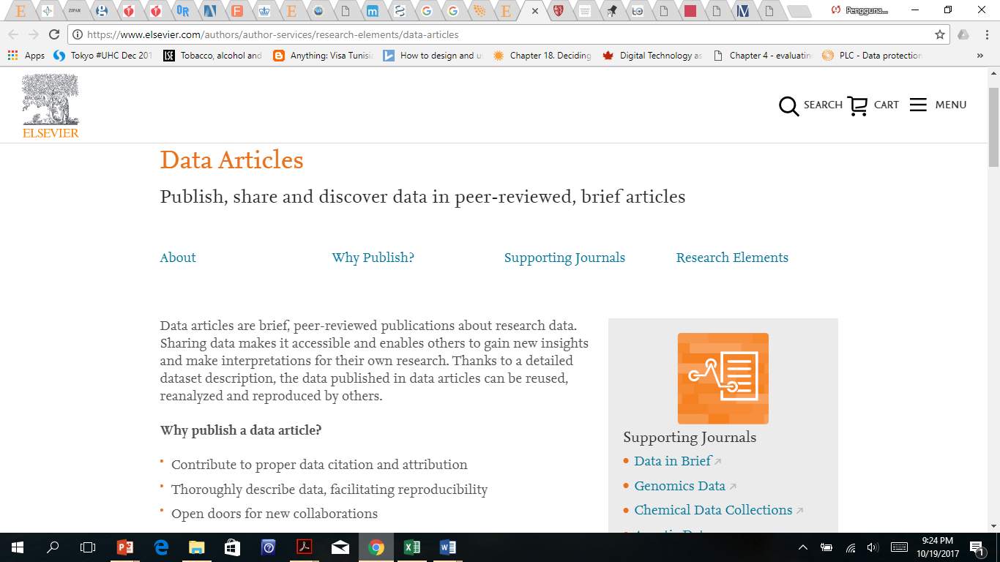 ZIPAR
Pengguna...
https://www.elsevier.com/authors/author-services/research-elements/data-articles
Apps
Tokyo #UHC Dec 201
LSE
Tobacco, alcohol and
Anything: Visa Tunisi
How to design and u
Chapter 18. Deciding
Digital Technology as
Chapter 4 - evaluatin
PLC - Data protection
»
ELSEVIER
SEARCH
CART
MENU
Data Articles
Publish, share and discover data in peer-reviewed, brief articles
About
Why Publish?
Supporting Journals
Research Elements
Data articles are brief, peer-reviewed publications about research data.
Sharing data makes it accessible and enables others to gain new insights
and make interpretations for their own research. Thanks to a detailed
dataset description, the data published in data articles can be reused,
reanalyzed and reproduced by others.
Why publish a data article?
Contribute to proper data citation and attribution
Thoroughly describe data, facilitating reproducibility
Open doors for new collaborations
Supporting Journals
Data in Brief
Genomics Data
Chemical Data Collections
9:24 PM
10/19/2017
1